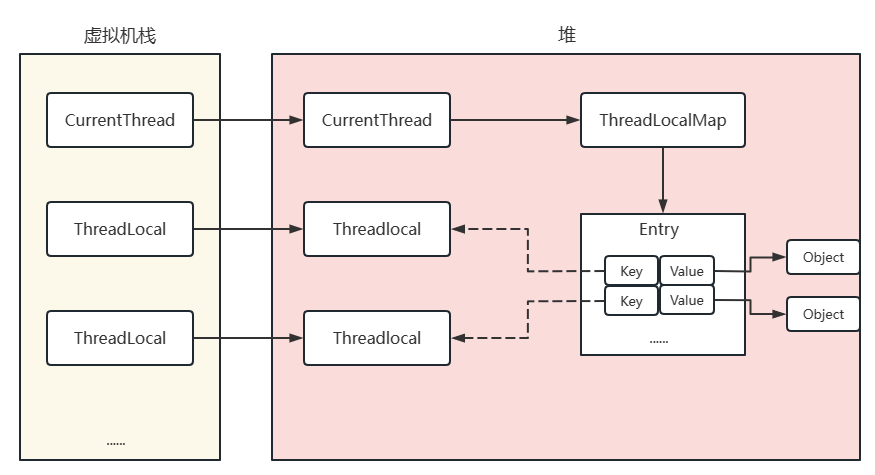 虚拟机栈
堆
CurrentThread
CurrentThread
ThreadLocalMap
ThreadLocal
Threadlocal
Entry
Key
Value
Object
Key
Value
Object
ThreadLocal
Threadlocal
......
......